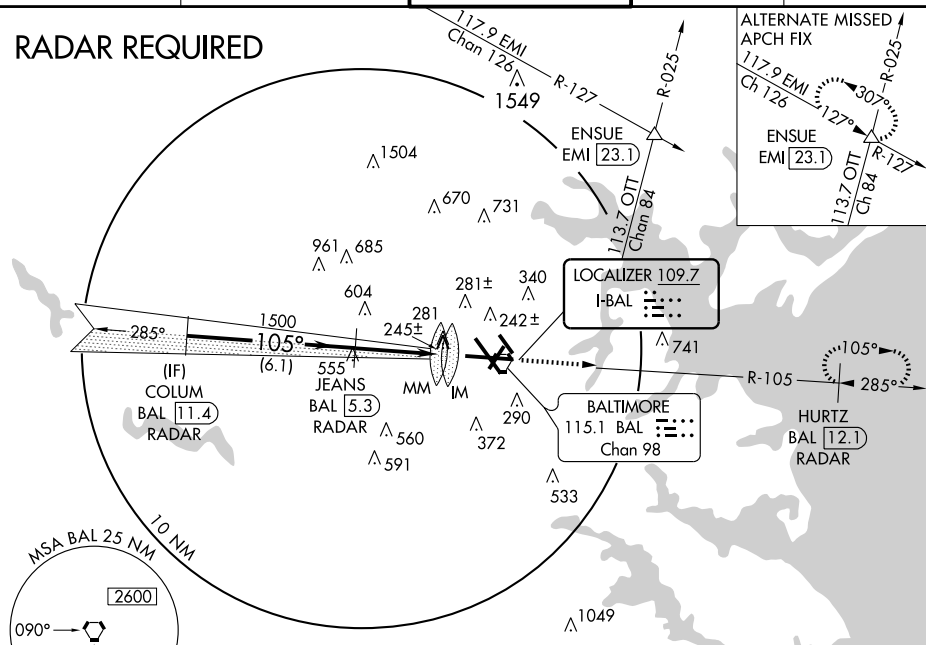 RADAR REQUIRED
117.9 EMI
Chan 126
R-127
1549
R-025
ENSUE
EMI 23.1
113.7 OTT
Chan 84
ALTERNATE MISSED
APCH FIX
117.9 EMI
Ch 126
R-025
307°
127°
ENSUE
EMI 23.1
R-127
113.7 OTT
Ch 84
1504
670
731
961
685
604
281±
340
281
245±
242±
LOCALIZER 109.7
I-BAL
741
285°
1500
105°
(6.1)
555
(IF)
COLUM
BAL 11.4
RADAR
JEANS
BAL 5.3
RADAR
MM
IM
R-105
105°
285°
HURTZ
BAL 12.1
RADAR
290
372
BALTIMORE
115.1 BAL
Chan 98
560
591
533
10 NM
MSA BAL 25 NM
2600
090°
1049